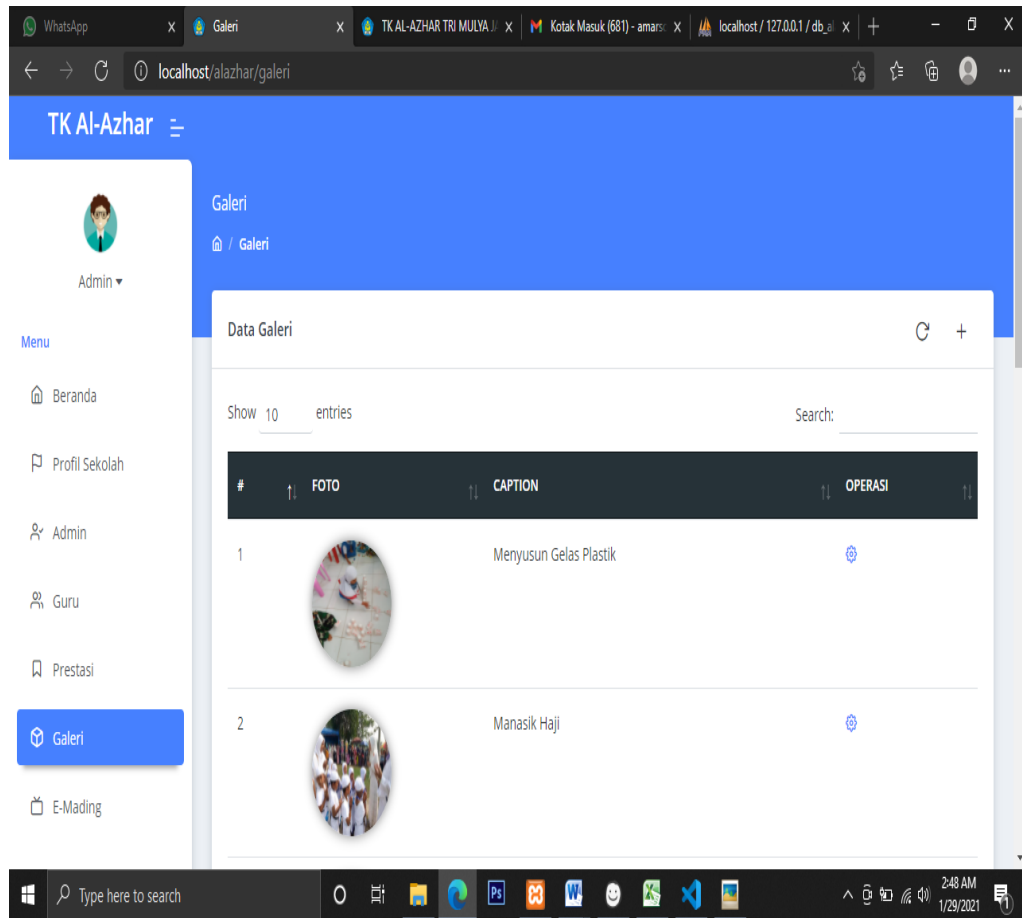 WhatsApp Galeri TK AL-AZHAR TRI MULYA J Kotak Masuk (681) - amars localhost / 127.0.0.1 / db_al
localhost/alazhar/galeri
TK Al-Azhar
Galeri
/ Galeri
Admin
Menu
Beranda
Profil Sekolah
Admin
Guru
Prestasi
Galeri
E-Mading
Data Galeri
Show 10 entries Search:
# FOTO CAPTION OPERASI
1 Menyusun Gelas Plastik
2 Manasik Haji
Type here to search
Ps
2:48 AM
1/29/2021
1